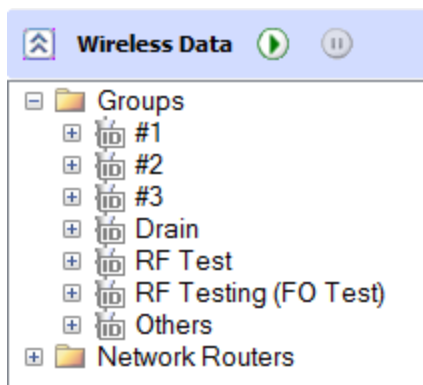 Wireless Data
Groups
#1
#2
#3
Drain
RF Test
RF Testing (FO Test)
Others
Network Routers